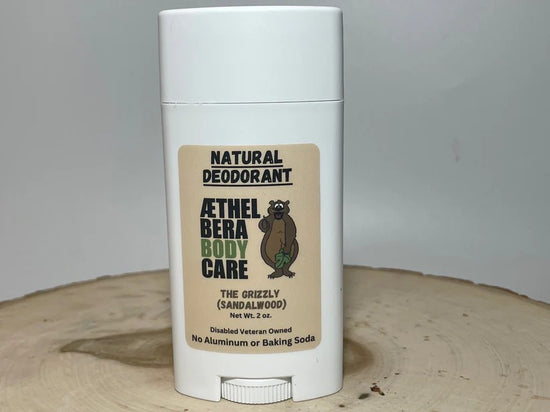 NATURAL
DEODORANT
ÆTHEL
BERA
BODY
CARE
THE GRIZZLY
(SANDALWOOD)
Net Wt. 2 oz.
Disabled Veteran Owned
No Aluminum or Baking Soda